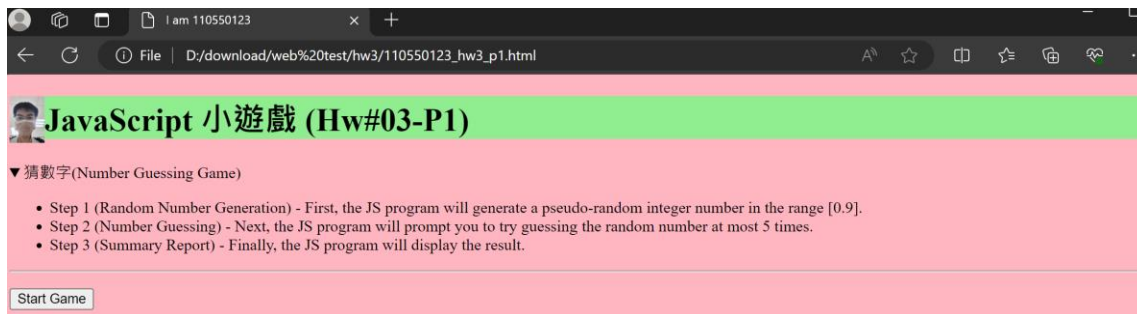 I am 110550123
File | D:/download/web%20test/hw3/110550123_hw3_p1.html
JavaScript 小遊戲 (Hw#03-P1)
▼猜數字(Number Guessing Game)
• Step 1 (Random Number Generation) - First, the JS program will generate a pseudo-random integer number in the range [0.9].
• Step 2 (Number Guessing) - Next, the JS program will prompt you to try guessing the random number at most 5 times.
• Step 3 (Summary Report) - Finally, the JS program will display the result.
Start Game